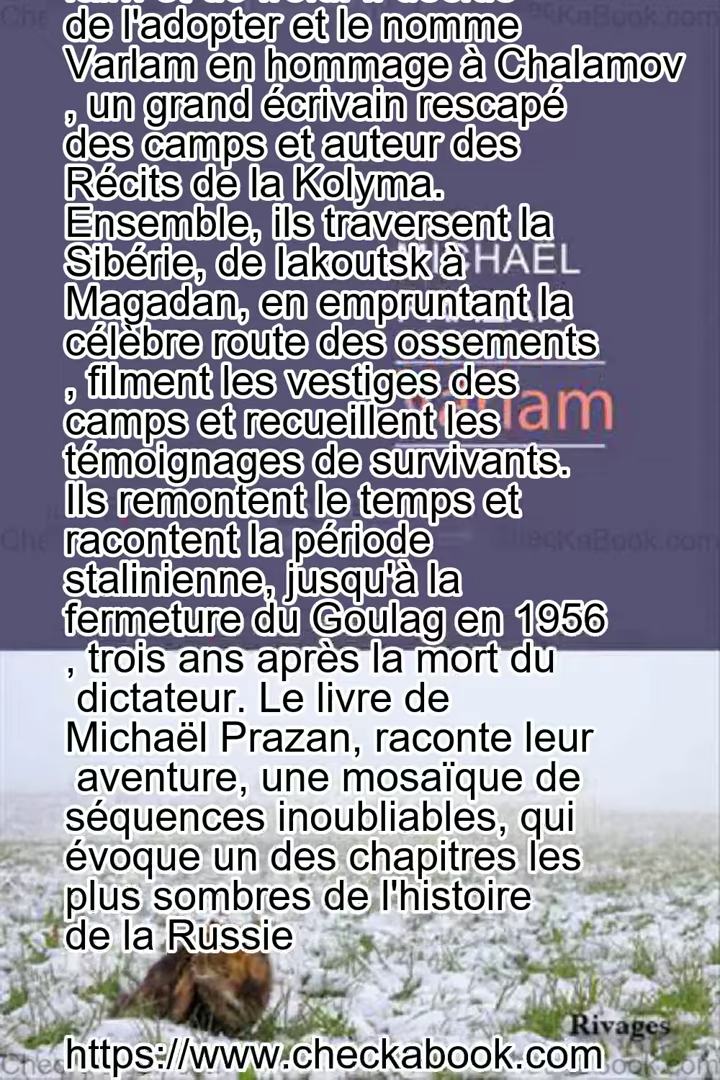 de l'adopter et le nomme
Varlam en hommage à Chalamov
, un grand écrivain rescapé
des camps et auteur des
Récits de la Kolyma.
Ensemble, ils traversent la
Sibérie, de Iakoutsk à
MICHAËL
Magadan, en empruntant la
célèbre route des ossements
, filment les vestiges des
camps et recueillent les
témoignages de survivants.
Ils remontent le temps et
racontent la période
stalinienne, jusqu'à la
fermeture du Goulag en 1956
, trois ans après la mort du
dictateur. Le livre de
Michaël Prazan, raconte leur
aventure, une mosaïque de
séquences inoubliables, qui
évoque un des chapitres les
plus sombres de l'histoire
de la Russie
Rivages
https://www.checkabook.com